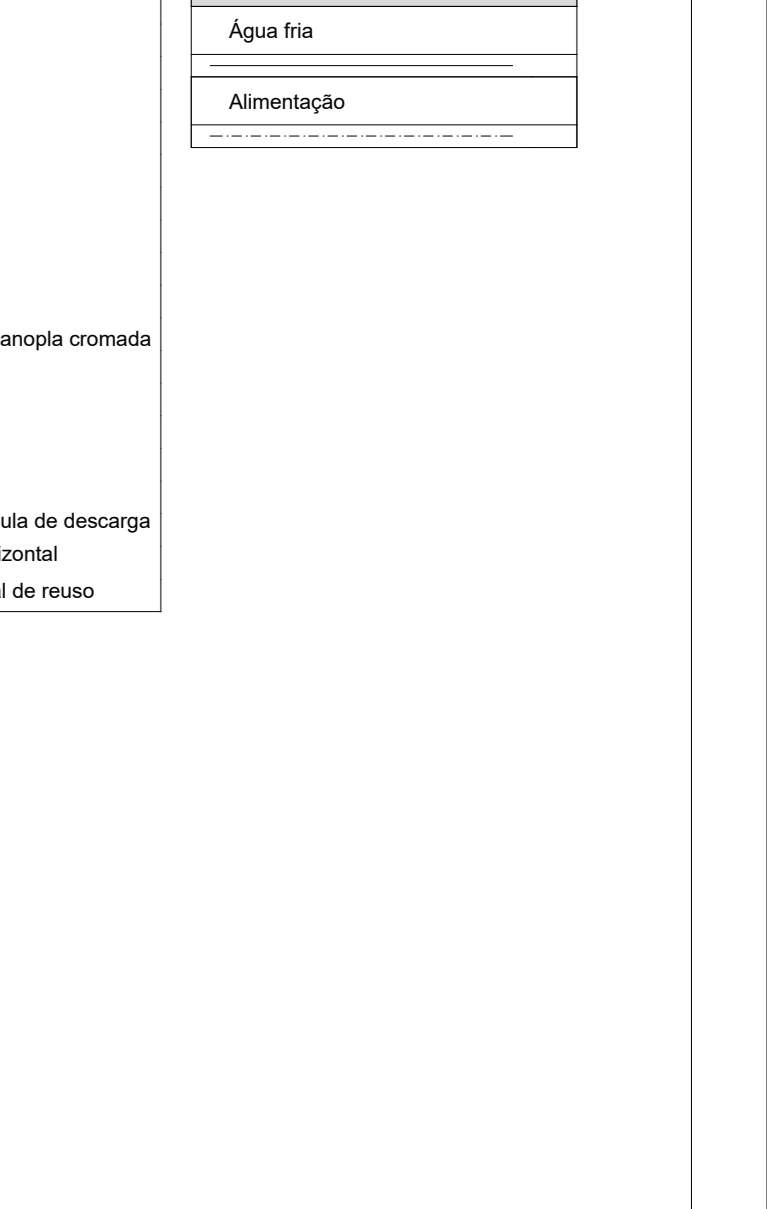 Água fria
Alimentação
anopla cromada
ula de descarga
izontal
de reuso